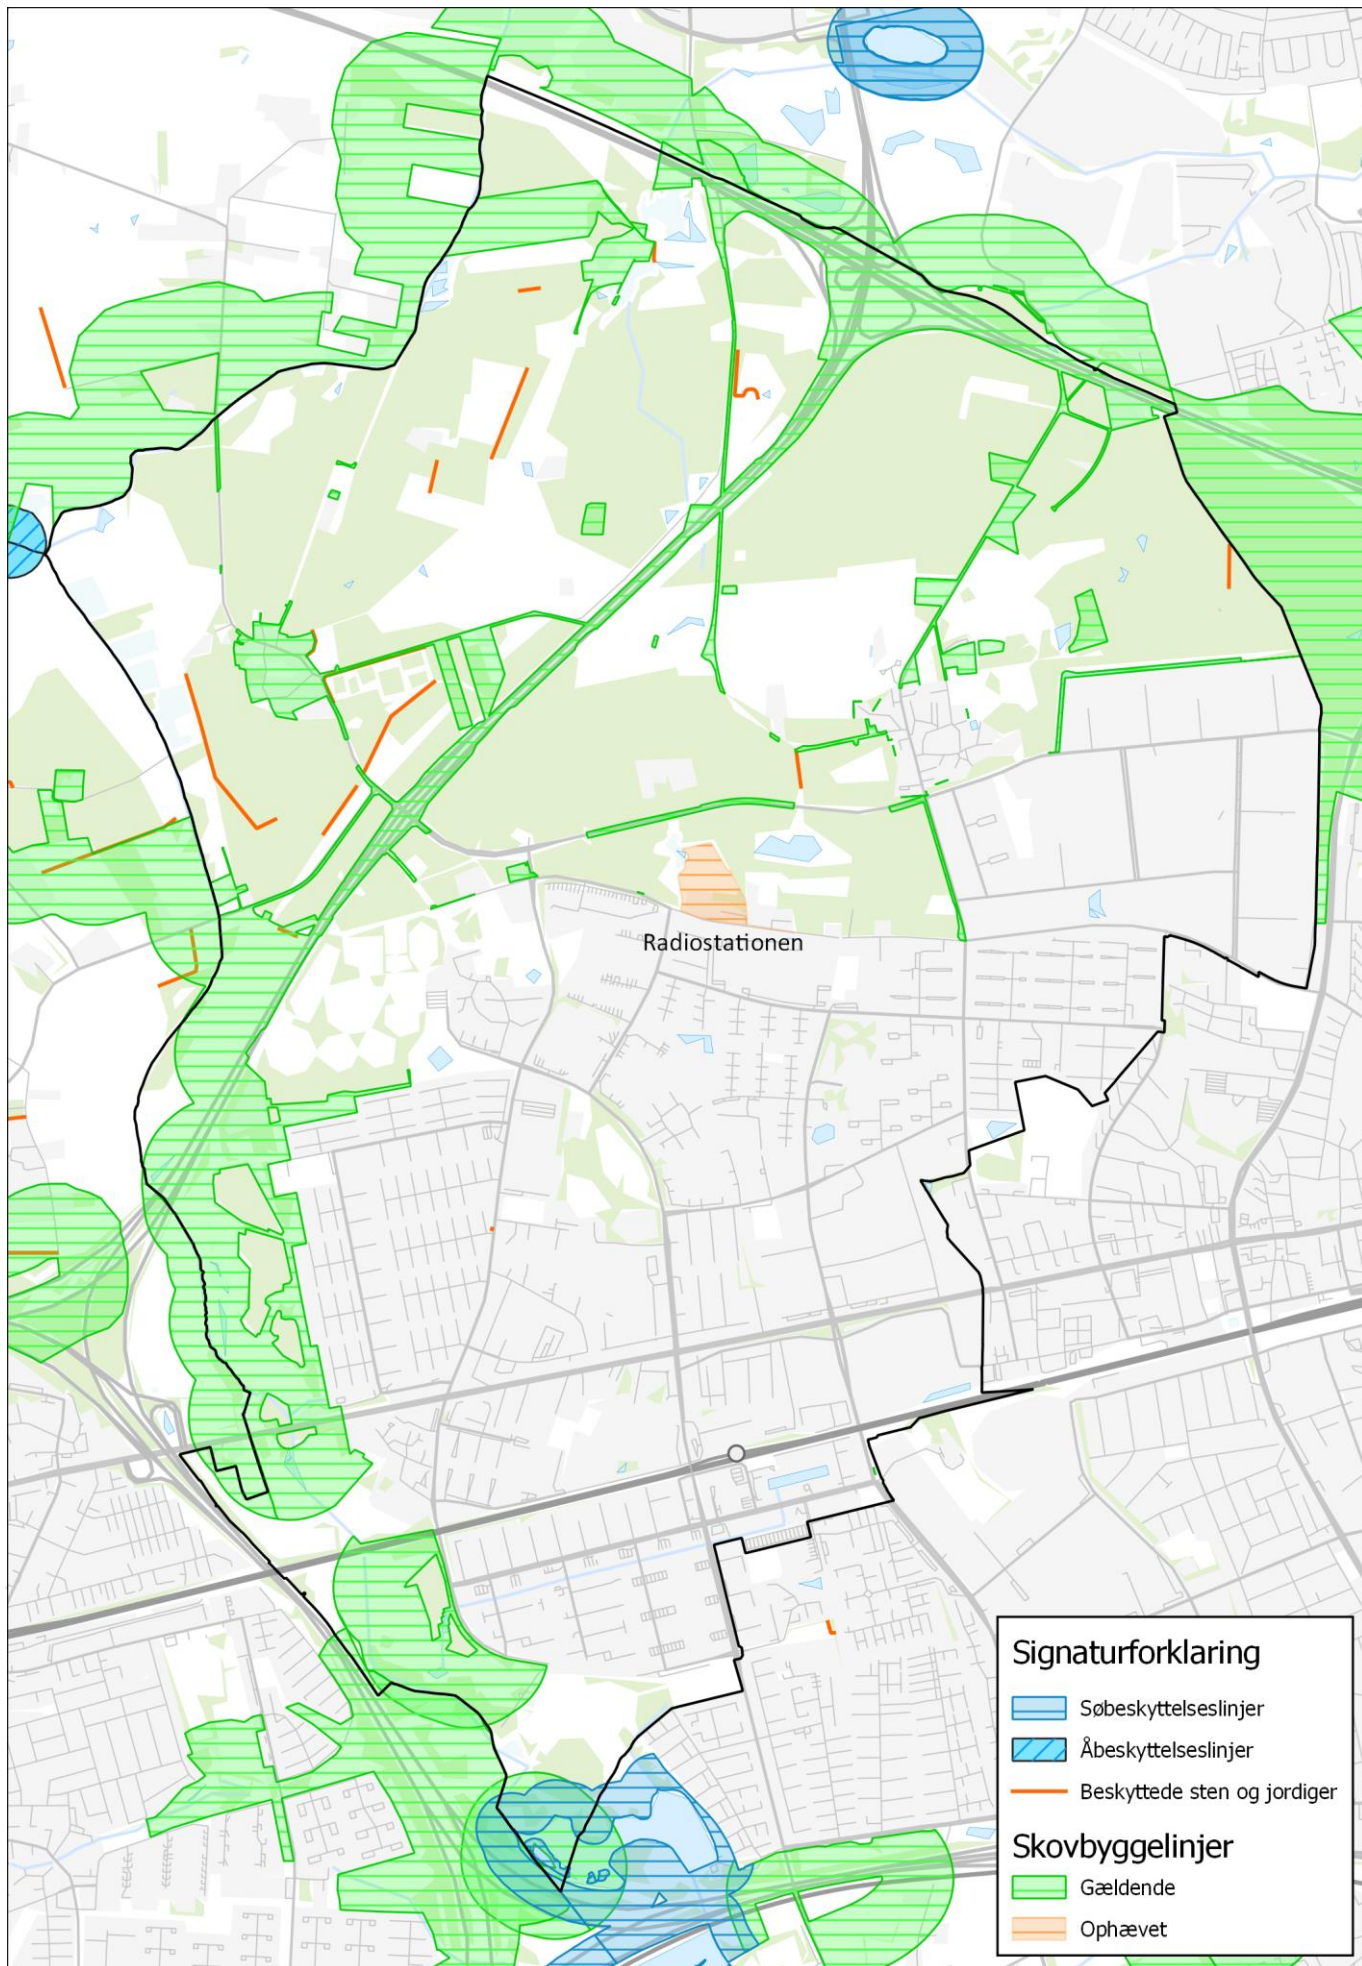 Radiostationen
Signaturforklaring
Søbeskyttelseslinjer
Åbeskyttelseslinjer
Beskyttede sten og jordiger
Skovbyggelinjer
Gældende
Ophævet